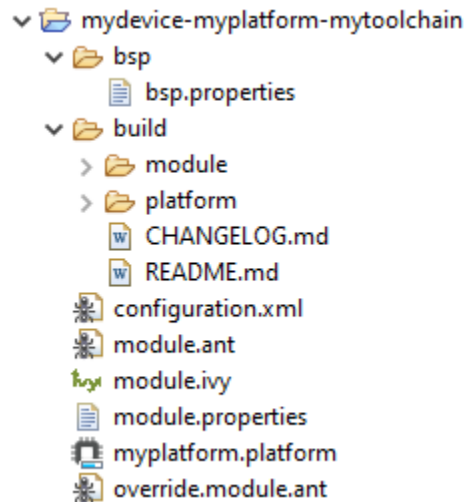 mydevice-myplatform-mytoolchain
bsp
bsp.properties
build
module
platform
CHANGELOG.md
README.md
configuration.xml
module.ant
module.ivy
module.properties
myplatform.platform
override.module.ant